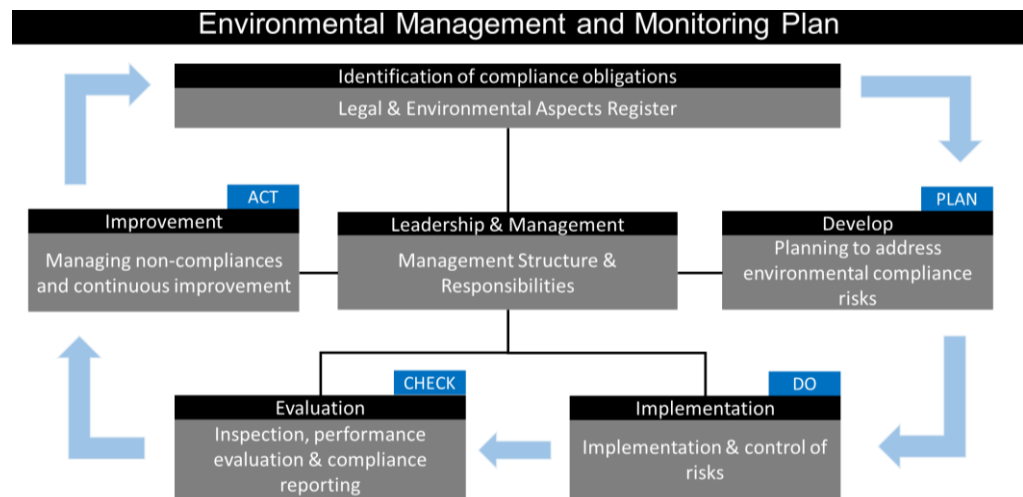 Environmental Management and Monitoring Plan
Identification of compliance obligations
Legal & Environmental Aspects Register
ACT
Improvement
Managing non-compliances
and continuous improvement
Leadership & Management
Management Structure &
Responsibilities
PLAN
Develop
Planning to address
environmental compliance
risks
CHECK
Evaluation
Inspection, performance
evaluation & compliance
reporting
DO
Implementation
Implementation & control of
risks